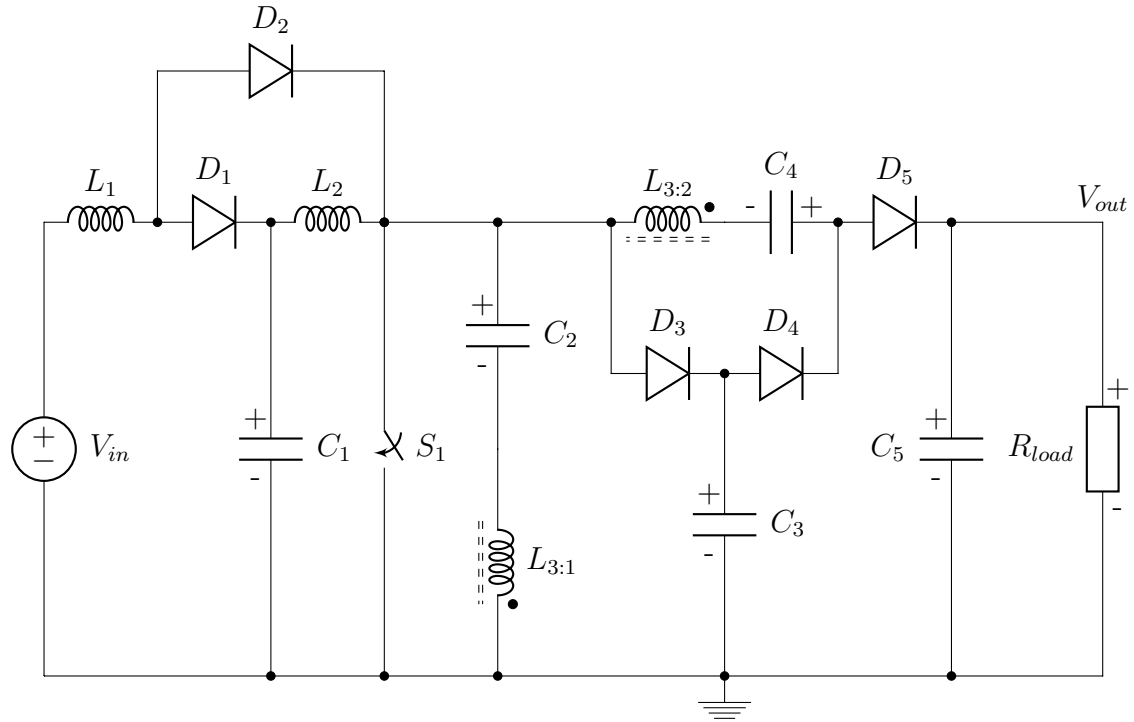 D2
L1
D1
L2
L3:2
-
C4
+
D5
Vout
+
C2
-
D3
D4
+
-
Vin
+
C1
-
S1
+
C5
-
Rload
+
-
+
C3
-
L3:1